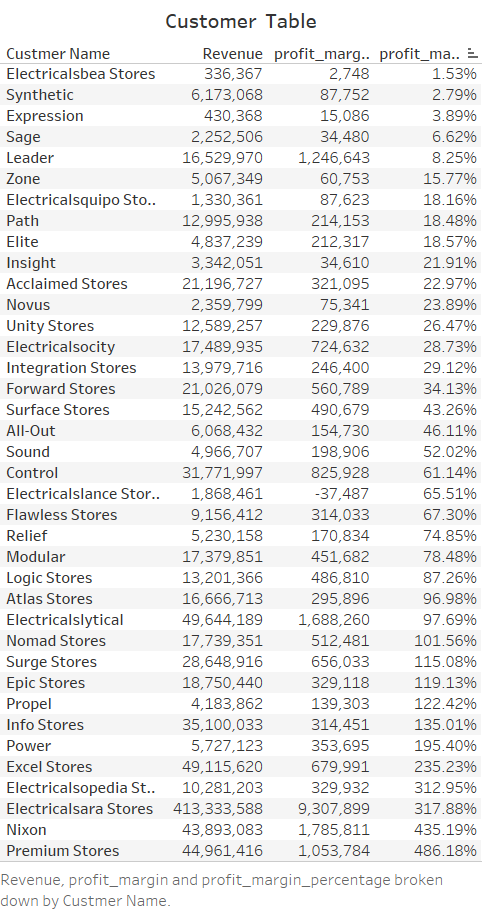 Customer Table
Custmer Name Revenue profit_marg.. profit_ma..
Electricalsbea Stores 336,367 2,748 1.53%
Synthetic 6,173,068 87,752 2.79%
Expression 430,368 15,086 3.89%
Sage 2,252,506 34,480 6.62%
Leader 16,529,970 1,246,643 8.25%
Zone 5,067,349 60,753 15.77%
Electricalsquipo Sto.. 1,330,361 87,623 18.16%
Path 12,995,938 214,153 18.48%
Elite 4,837,239 212,317 18.57%
Insight 3,342,051 34,610 21.91%
Acclaimed Stores 21,196,727 321,095 22.97%
Novus 2,359,799 75,341 23.89%
Unity Stores 12,589,257 229,876 26.47%
Electricalsocity 17,489,935 724,632 28.73%
Integration Stores 13,979,716 246,400 29.12%
Forward Stores 21,026,079 560,789 34.13%
Surface Stores 15,242,562 490,679 43.26%
All-Out 6,068,432 154,730 46.11%
Sound 4,966,707 198,906 52.02%
Control 31,771,997 825,928 61.14%
Electricalslance Stor.. 1,868,461 -37,487 65.51%
Flawless Stores 9,156,412 314,033 67.30%
Relief 5,230,158 170,834 74.85%
Modular 17,379,851 451,682 78.48%
Logic Stores 13,201,366 486,810 87.26%
Atlas Stores 16,666,713 295,896 96.98%
Electricalslytical 49,644,189 1,688,260 97.69%
Nomad Stores 17,739,351 512,481 101.56%
Surge Stores 28,648,916 656,033 115.08%
Epic Stores 18,750,440 329,118 119.13%
Propel 4,183,862 139,303 122.42%
Info Stores 35,100,033 314,451 135.01%
Power 5,727,123 353,695 195.40%
Excel Stores 49,115,620 679,991 235.23%
Electricalsopedia St.. 10,281,203 329,932 312.95%
Electricalsara Stores 413,333,588 9,307,899 317.88%
Nixon 43,893,083 1,785,811 435.19%
Premium Stores 44,961,416 1,053,784 486.18%
Revenue, profit_margin and profit_margin_percentage broken
down by Custmer Name.